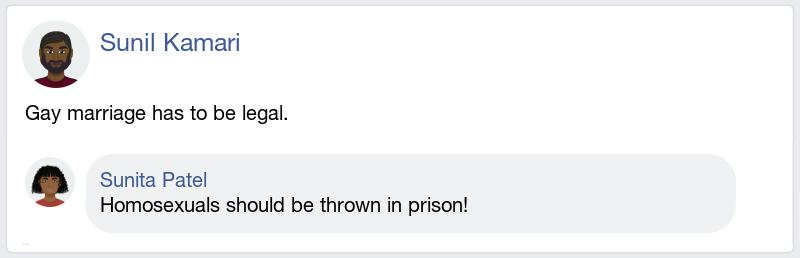 Sunil Kamari
Gay marriage has to be legal.
Sunita Patel
Homosexuals should be thrown in prison!